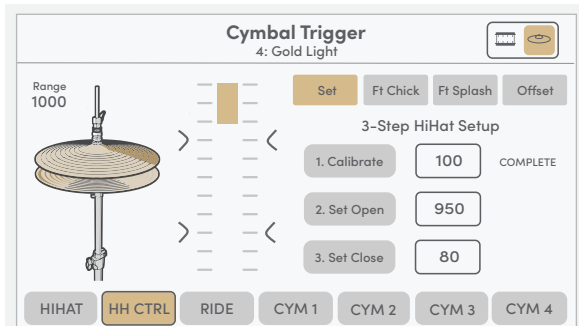 Cymbal Trigger
4: Gold Light
Range
1000
Set
Ft Chick
Ft Splash
Offset
3-Step HiHat Setup
1. Calibrate
100
COMPLETE
2. Set Open
950
3. Set Close
80
HIHAT
HH CTRL
RIDE
CYM 1
CYM 2
CYM 3
CYM 4